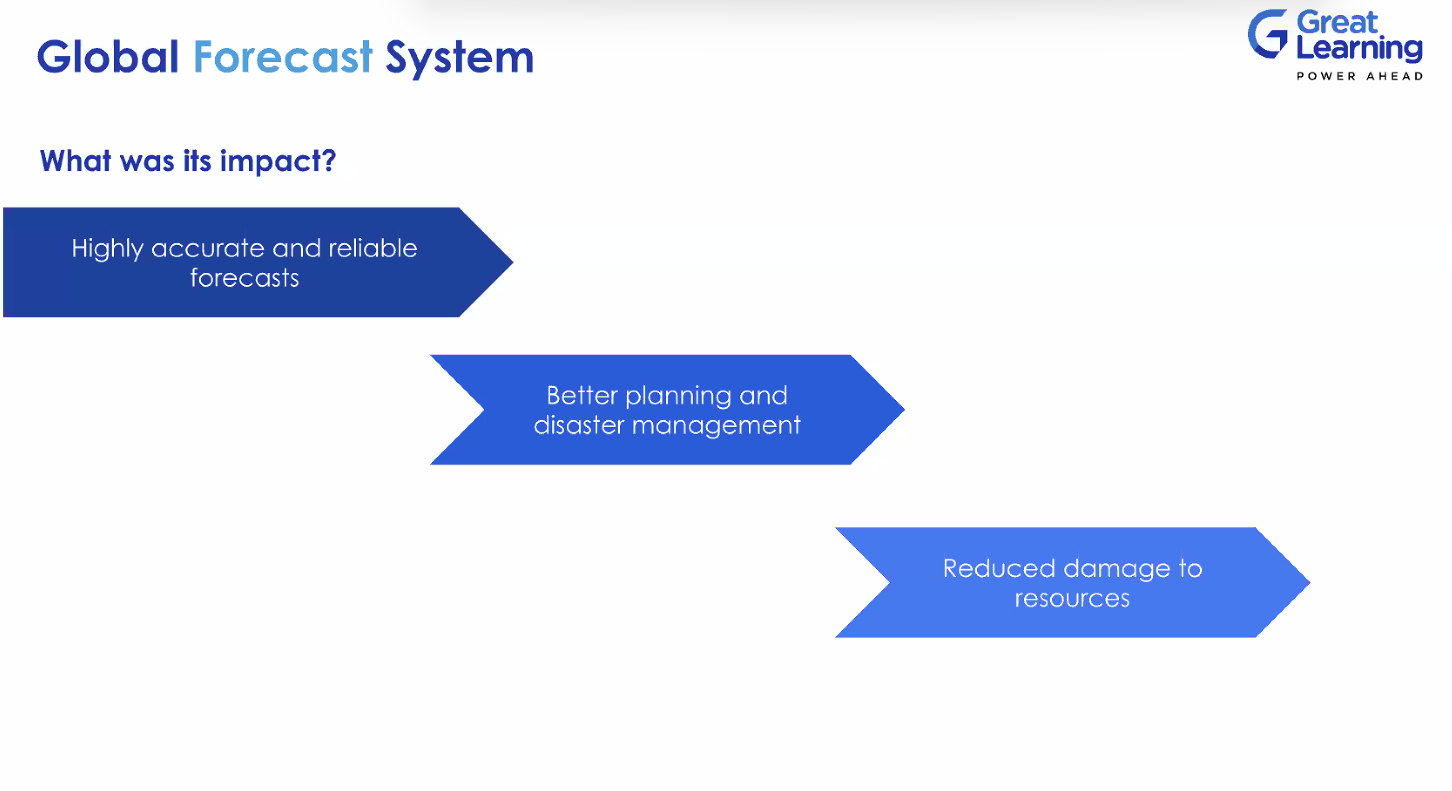 Global Forecast System
Great
Learning
POWER AHEAD
What was its impact?
Highly accurate and reliable
forecasts
Better planning and
disaster management
Reduced damage to
resources